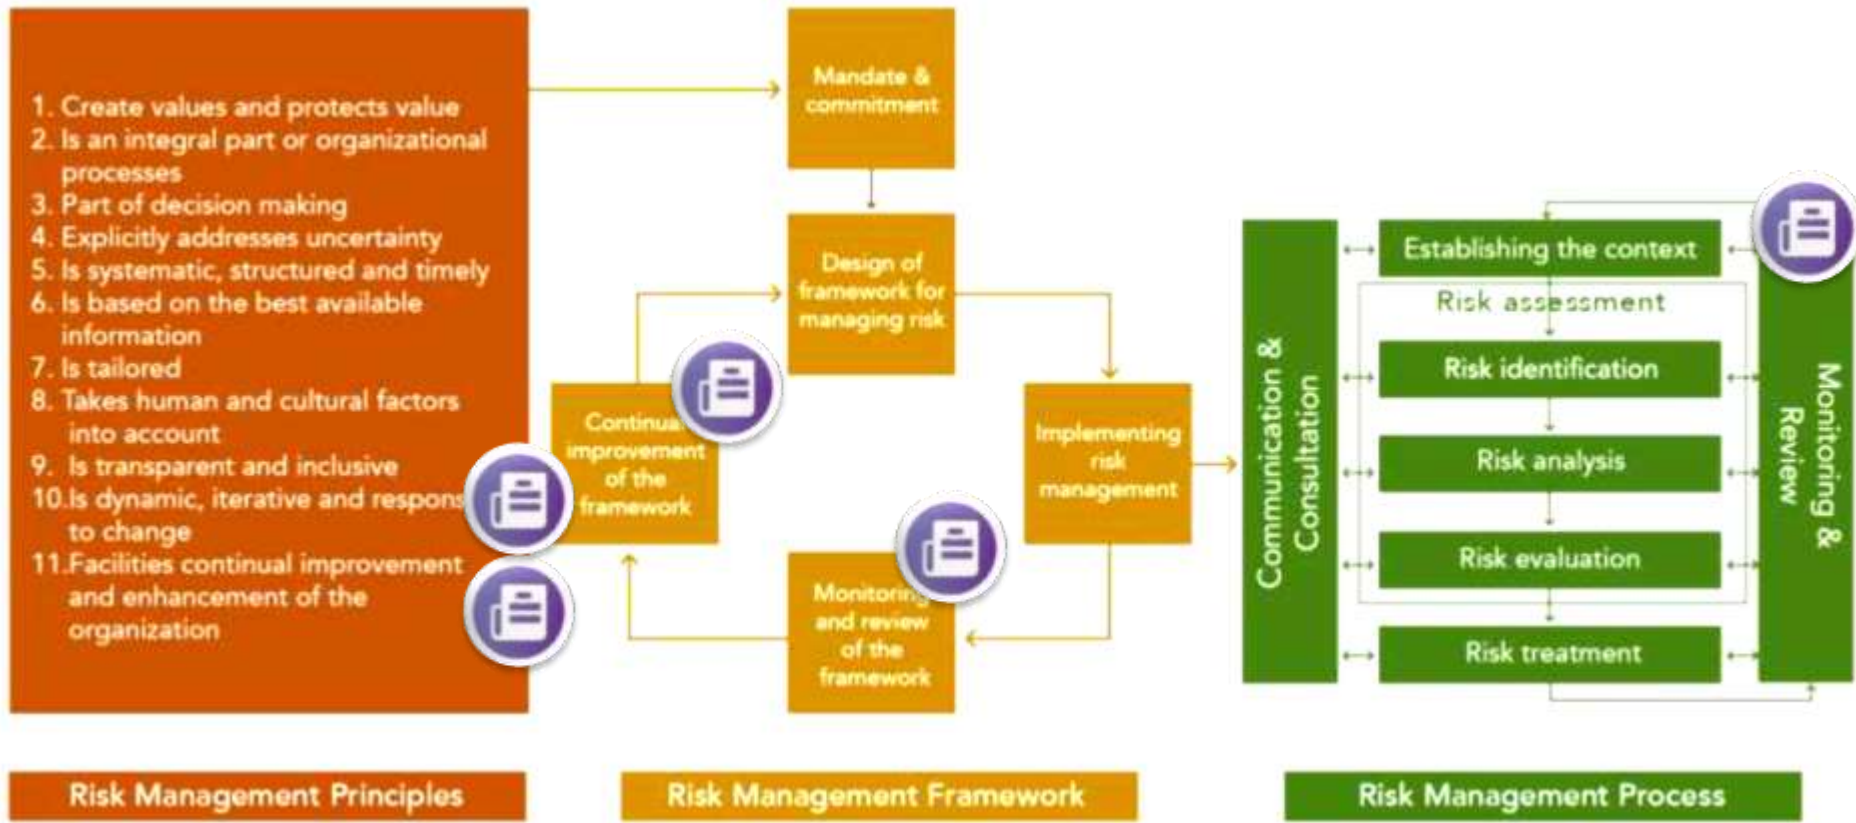 1. Create values and protects value
2. Is an integral part or organizational
processes
3. Part of decision making
4. Explicitly addresses uncertainty
5. Is systematic, structured and timely
6. Is based on the best available
information
7. Is tailored
8. Takes human and cultural factors
into account
9. Is transparent and inclusive
10.Is dynamic, iterative and respons
to change
11.Facilities continual improvement
and enhancement of the
organization
Risk Management Principles
Mandate &
commitment
Design of
framework for
managing risk
Continual
improvement
of the
framework
Implementing
risk
management
Monitoring
and review
of the
framework
Risk Management Framework
Communication &
Consultation
Establishing the context
Risk assessment
Risk identification
Risk analysis
Risk evaluation
Risk treatment
Monitoring &
Review
Risk Management Process